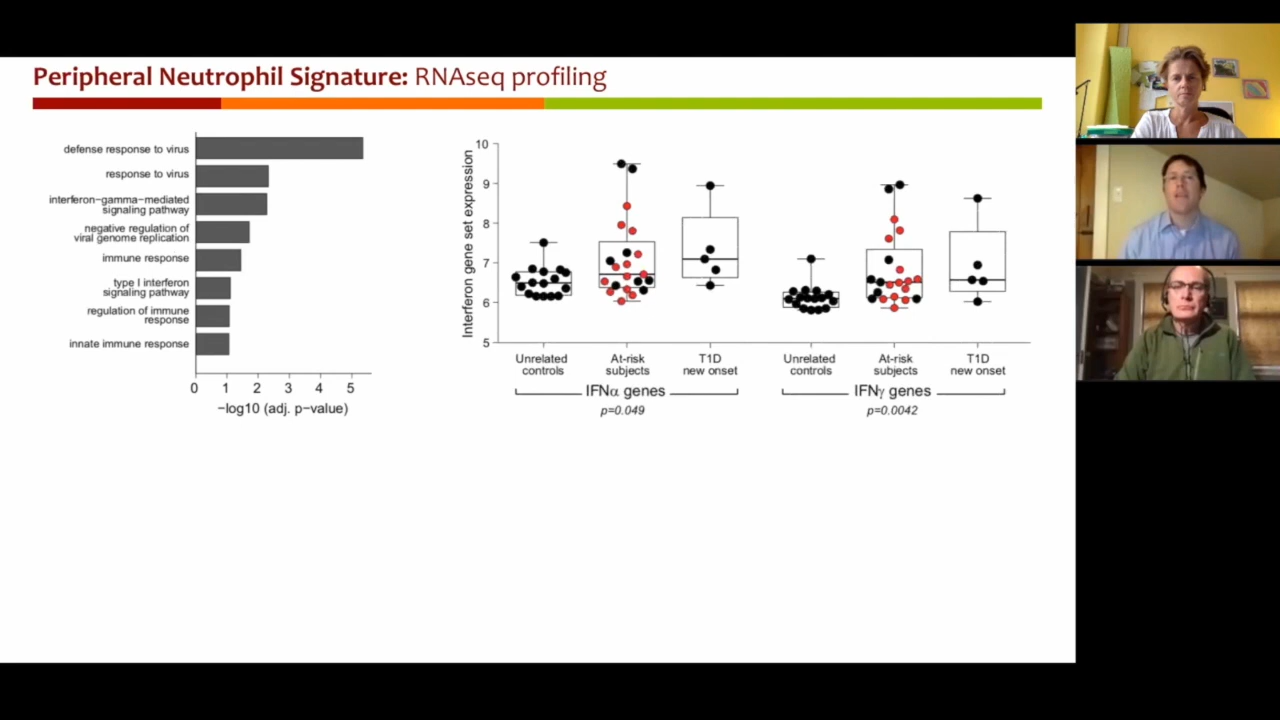 Peripheral Neutrophil Signature: RNAseq profiling
defense response to virus
response to virus
interferon−gamma−mediated
signaling pathway
negative regulation of
viral genome replication
immune response
type I interferon
signaling pathway
regulation of immune
response
innate immune response
0 1 2 3 4 5
−log10 (adj. p−value)
Interferon gene set expression
10
9
8
7
6
5
Unrelated
controls
At-risk
subjects
T1D
new onset
Unrelated
controls
At-risk
subjects
T1D
new onset
IFNα genes
p=0.049
IFNγ genes
p=0.0042